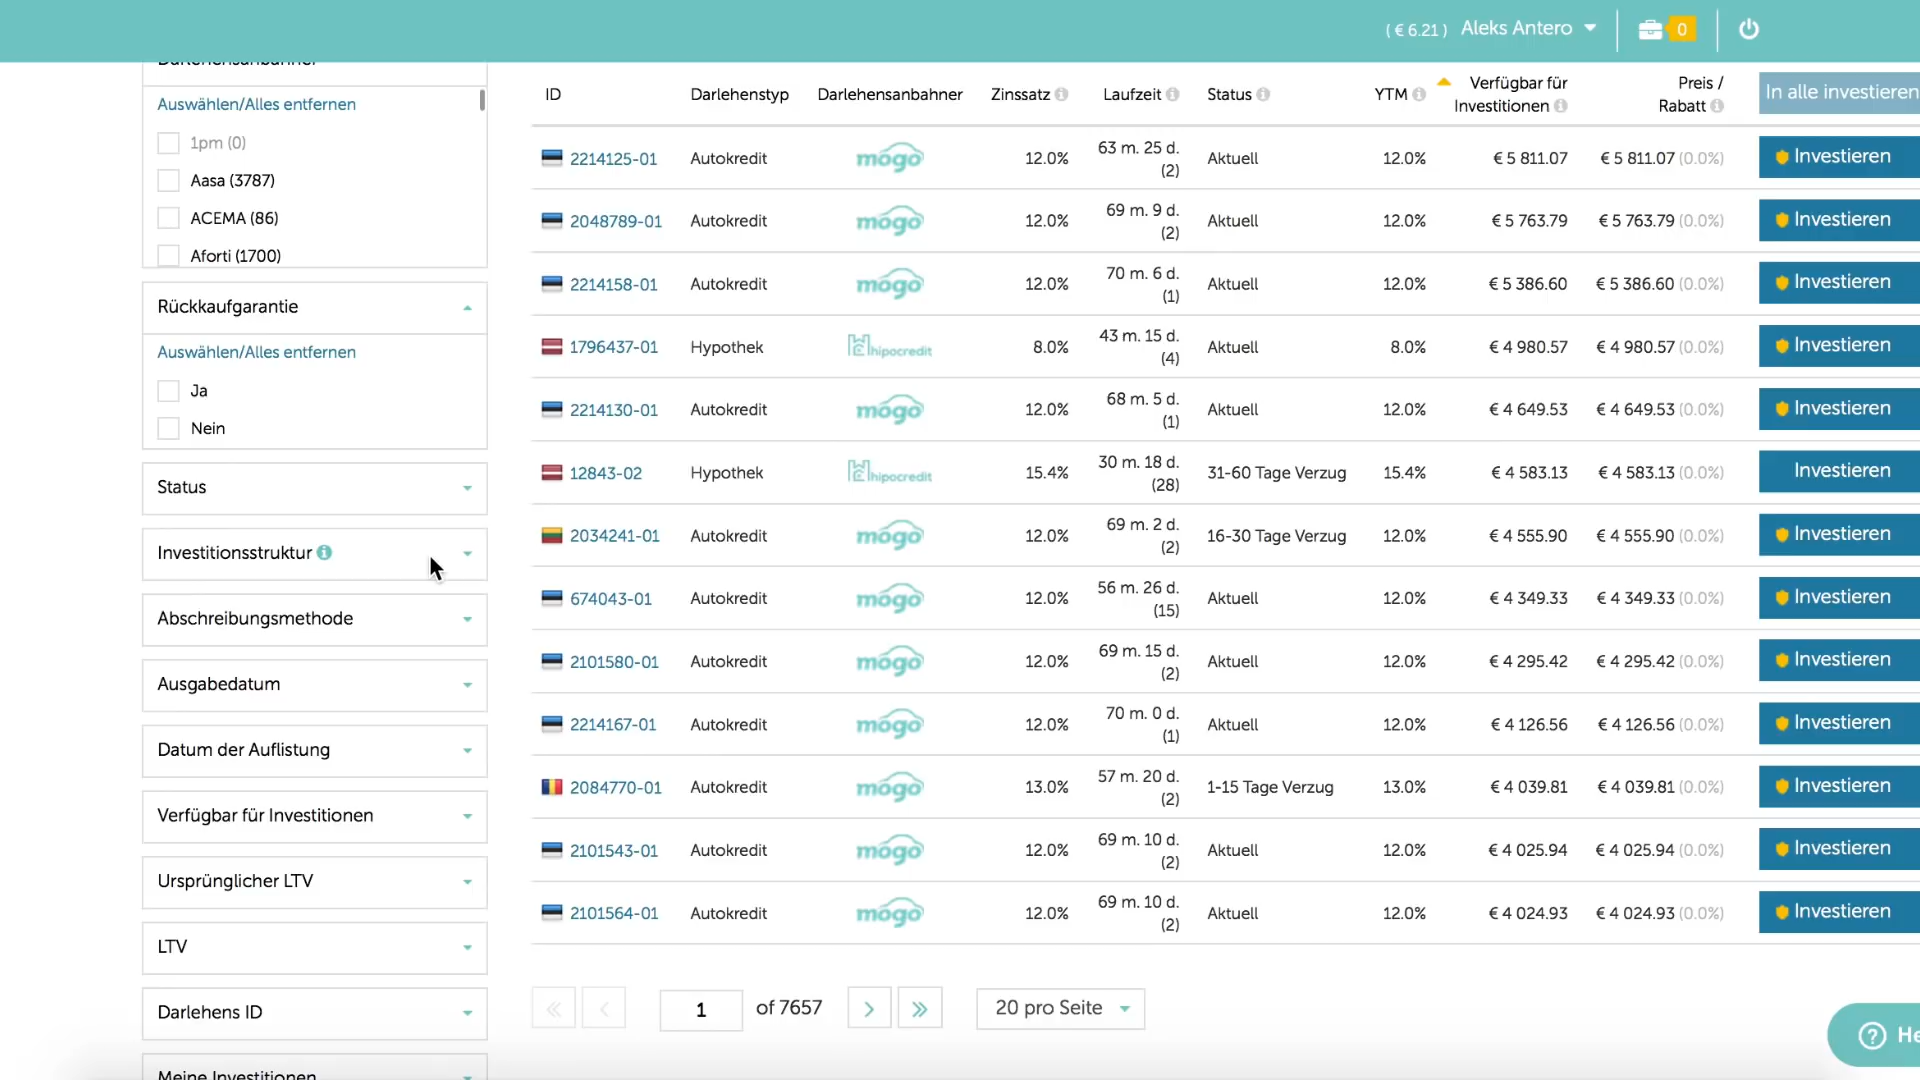 ( € 6.21 ) Aleks Antero 0
Darlehensanbahner
Auswählen/Alles entfernen
1pm (0)
Aasa (3787)
ACEMA (86)
Aforti (1700)
Rückkaufgarantie
Auswählen/Alles entfernen
Ja
Nein
Status
Investitionsstruktur
Abschreibungsmethode
Ausgabedatum
Datum der Auflistung
Verfügbar für Investitionen
Ursprünglicher LTV
LTV
Darlehens ID
Meine Investitionen
ID Darlehenstyp Darlehensanbahner Zinssatz Laufzeit Status YTM Verfügbar für Investitionen Preis / Rabatt In alle investieren
2214125-01 Autokredit mogo 12.0% 63 m. 25 d. (2) Aktuell 12.0% € 5 811.07 € 5 811.07 (0.0%) Investieren
2048789-01 Autokredit mogo 12.0% 69 m. 9 d. (2) Aktuell 12.0% € 5 763.79 € 5 763.79 (0.0%) Investieren
2214158-01 Autokredit mogo 12.0% 70 m. 6 d. (1) Aktuell 12.0% € 5 386.60 € 5 386.60 (0.0%) Investieren
1796437-01 Hypothek hipocredit 8.0% 43 m. 15 d. (4) Aktuell 8.0% € 4 980.57 € 4 980.57 (0.0%) Investieren
2214130-01 Autokredit mogo 12.0% 68 m. 5 d. (1) Aktuell 12.0% € 4 649.53 € 4 649.53 (0.0%) Investieren
12843-02 Hypothek hipocredit 15.4% 30 m. 18 d. (28) 31-60 Tage Verzug 15.4% € 4 583.13 € 4 583.13 (0.0%) Investieren
2034241-01 Autokredit mogo 12.0% 69 m. 2 d. (2) 16-30 Tage Verzug 12.0% € 4 555.90 € 4 555.90 (0.0%) Investieren
674043-01 Autokredit mogo 12.0% 56 m. 26 d. (15) Aktuell 12.0% € 4 349.33 € 4 349.33 (0.0%) Investieren
2101580-01 Autokredit mogo 12.0% 69 m. 15 d. (2) Aktuell 12.0% € 4 295.42 € 4 295.42 (0.0%) Investieren
2214167-01 Autokredit mogo 12.0% 70 m. 0 d. (1) Aktuell 12.0% € 4 126.56 € 4 126.56 (0.0%) Investieren
2084770-01 Autokredit mogo 13.0% 57 m. 20 d. (2) 1-15 Tage Verzug 13.0% € 4 039.81 € 4 039.81 (0.0%) Investieren
2101543-01 Autokredit mogo 12.0% 69 m. 10 d. (2) Aktuell 12.0% € 4 025.94 € 4 025.94 (0.0%) Investieren
2101564-01 Autokredit mogo 12.0% 69 m. 10 d. (2) Aktuell 12.0% € 4 024.93 € 4 024.93 (0.0%) Investieren
1 of 7657 20 pro Seite